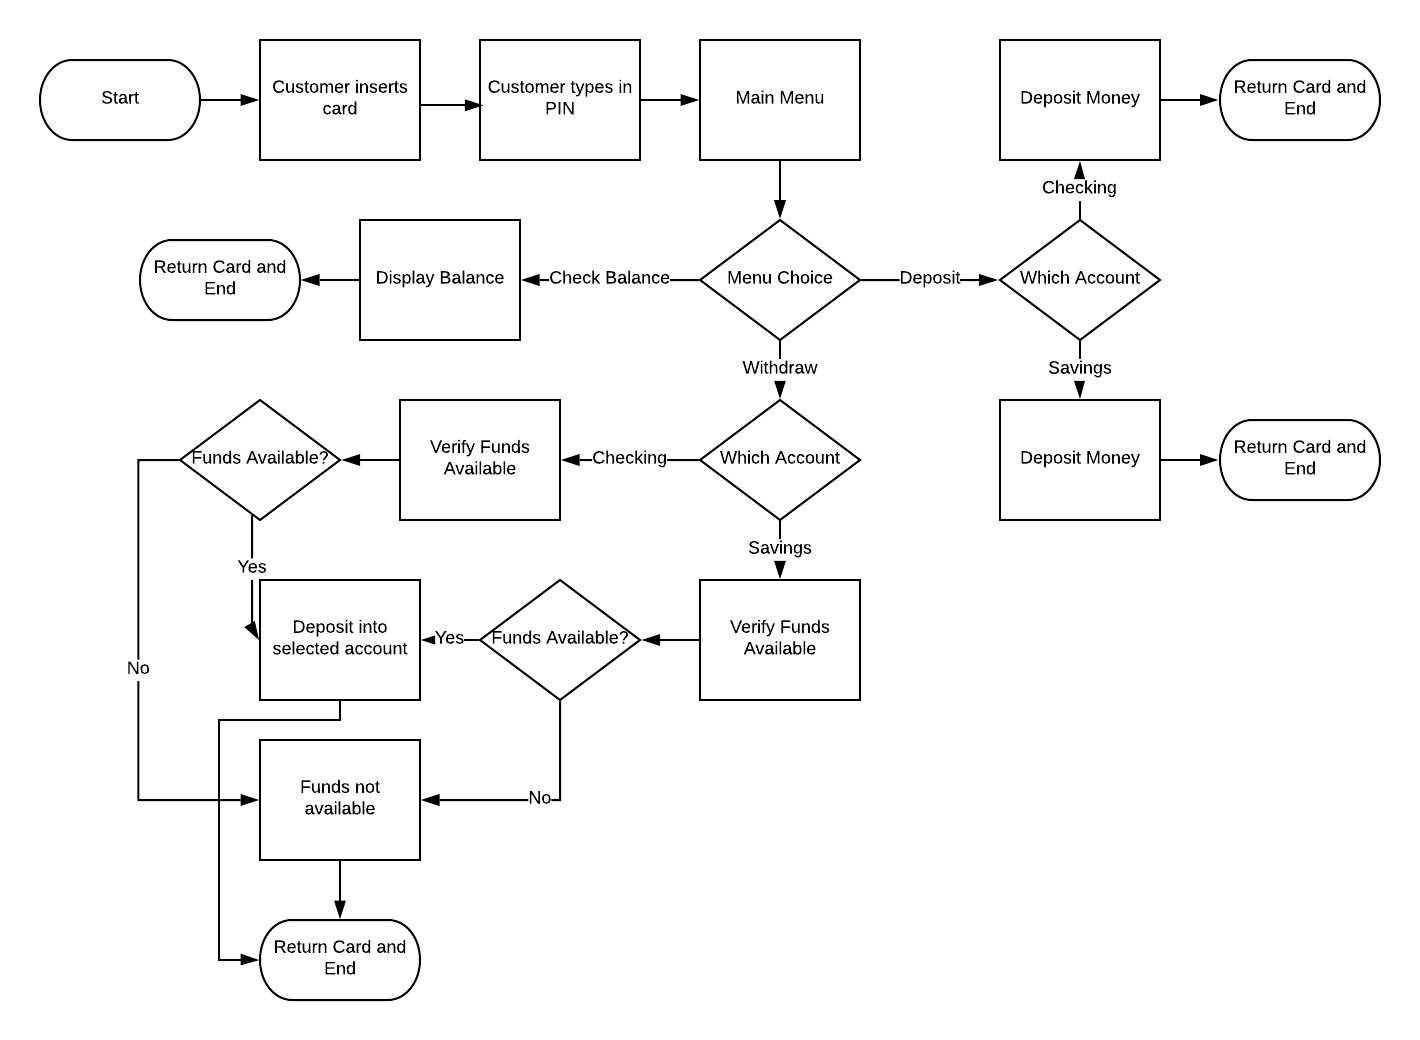 Start
Customer inserts
card
Customer types in
PIN
Main Menu
Deposit Money
Return Card and
End
Checking
Return Card and
End
Display Balance
Check Balance
Menu Choice
Deposit
Which Account
Withdraw
Savings
Funds Available?
Verify Funds
Available
Checking
Which Account
Deposit Money
Return Card and
End
Savings
Yes
Deposit into
selected account
Yes
Funds Available?
Verify Funds
Available
No
Funds not
available
No
Return Card and
End